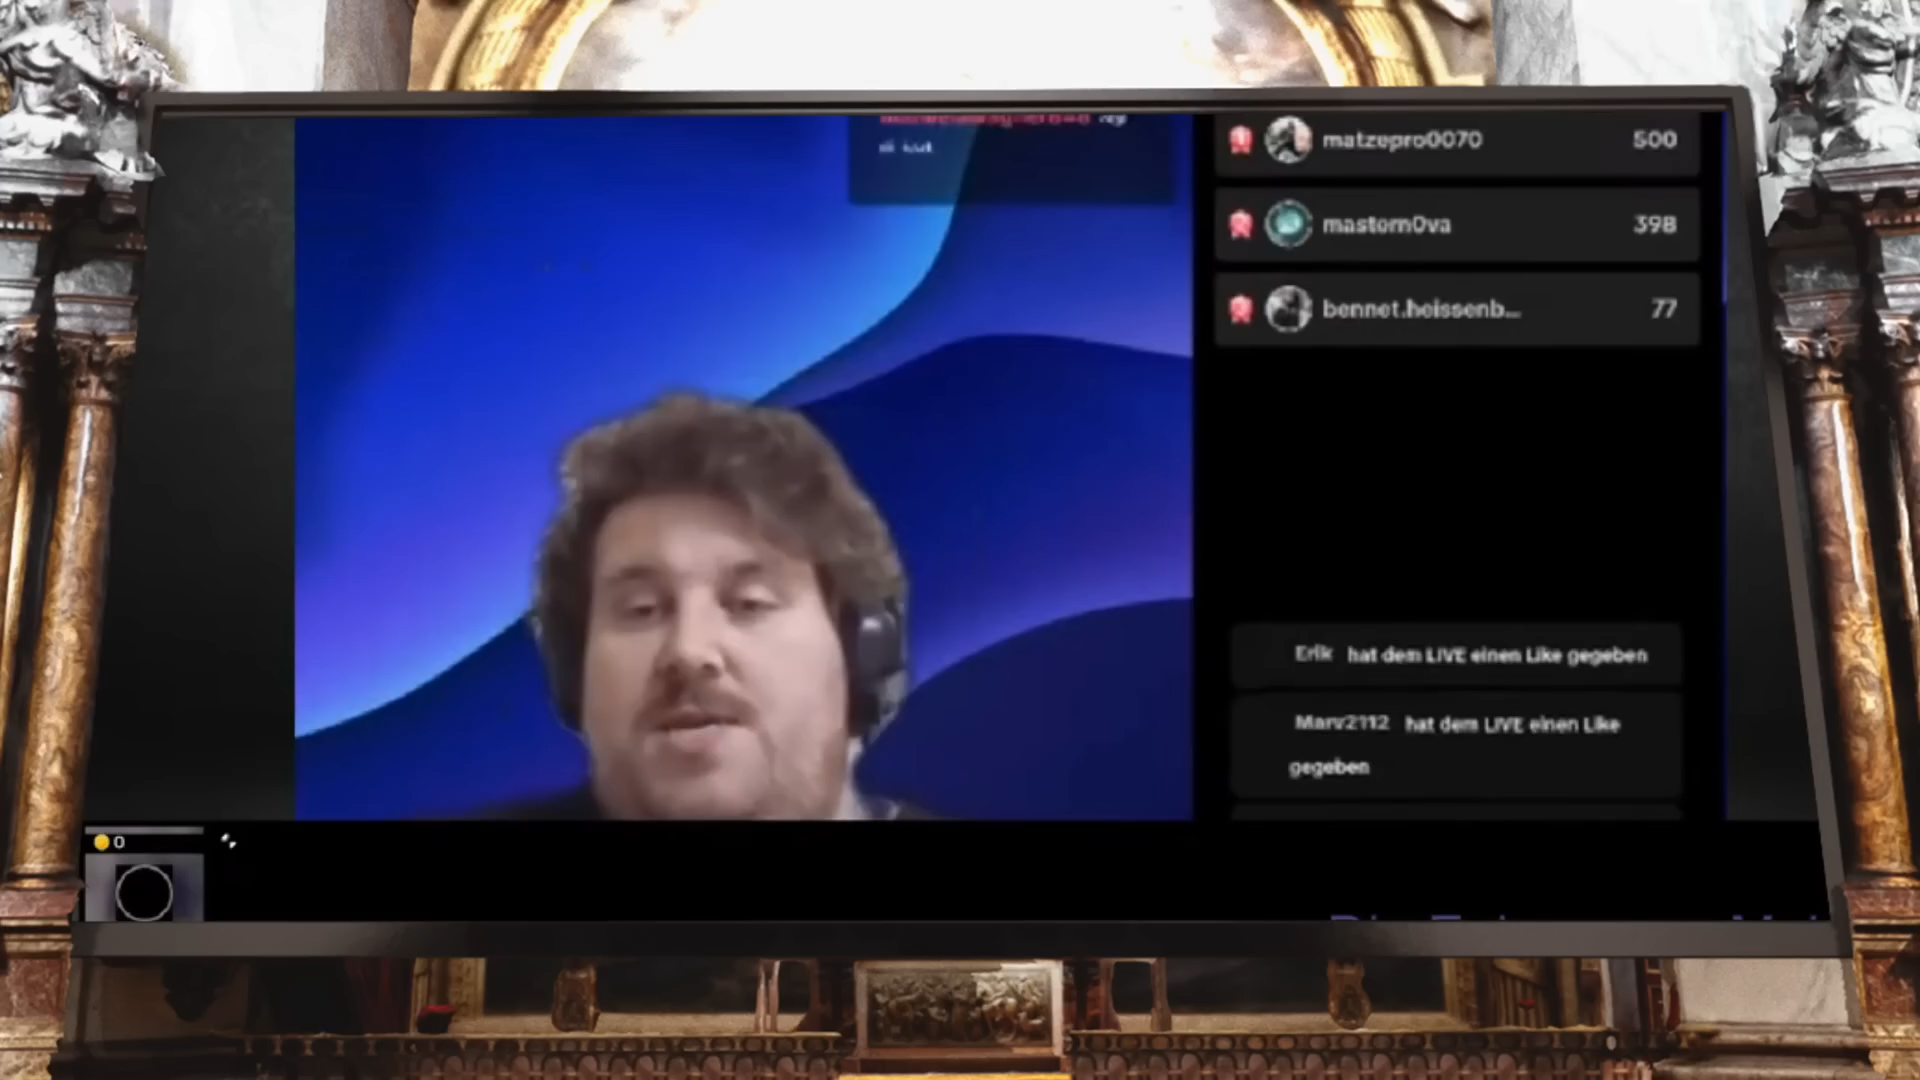 matzepro0070 500
mastorn0va 398
bennet.heissenb... 77
Erik hat dem LIVE einen Like gegeben
Marv2112 hat dem LIVE einen Like
gegeben
0